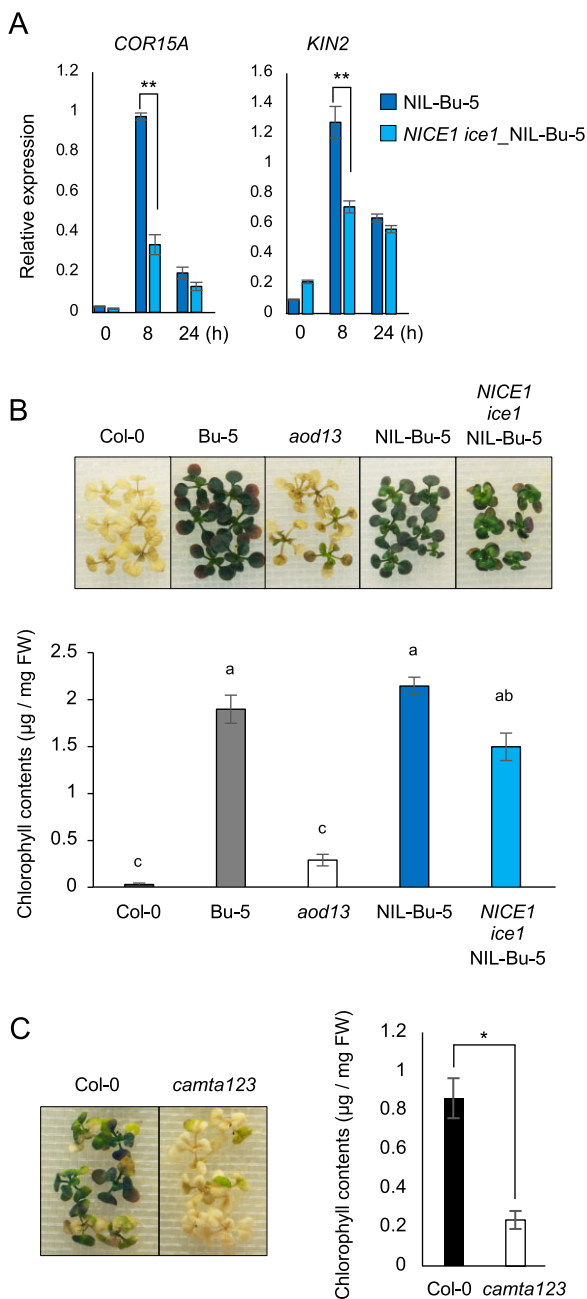 A
COR15A
KIN2
NIL-Bu-5
NICE1 ice1_NIL-Bu-5
Relative expression
1.2
1
0.8
0.6
0.4
0.2
0
0 8 24 (h)
**
1.6
1.4
1.2
1
0.8
0.6
0.4
0.2
0
0 8 24 (h)
**
B
Col-0 Bu-5 aod13 NIL-Bu-5
NICE1
ice1
NIL-Bu-5
Chlorophyll contents (µg / mg FW)
2.5
2
1.5
1
0.5
0
c a c a ab
Col-0 Bu-5 aod13 NIL-Bu-5
NICE1
ice1
NIL-Bu-5
C
Col-0 camta123
Chlorophyll contents (µg / mg FW)
1.2
1
0.8
0.6
0.4
0.2
0
*
Col-0 camta123